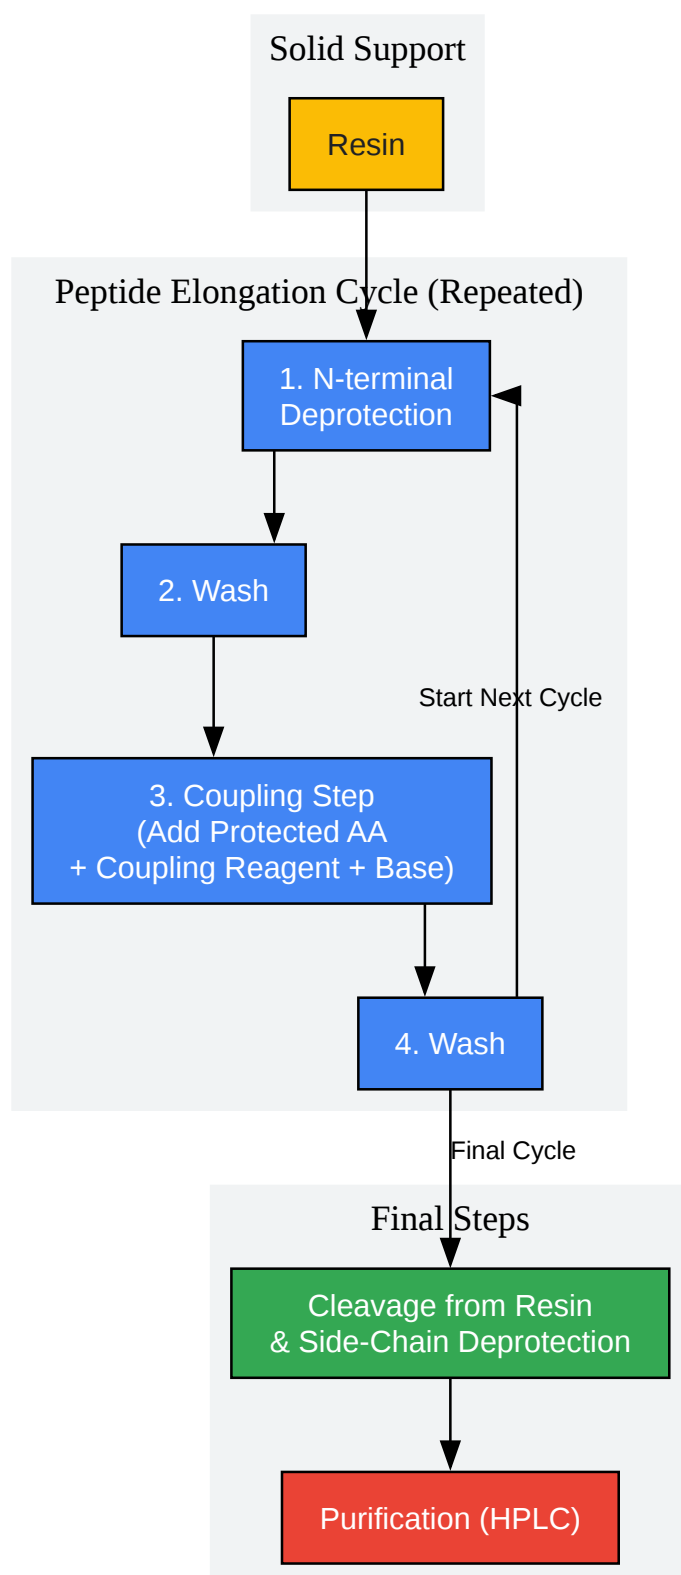 Solid Support
Resin
Peptide Elongation Cycle (Repeated)
1. N-terminal
Deprotection
2. Wash
Start Next Cycle
3. Coupling Step
(Add Protected AA
+ Coupling Reagent + Base)
4. Wash
Final Cycle
Final Steps
Cleavage from Resin
& Side-Chain Deprotection
Purification (HPLC)